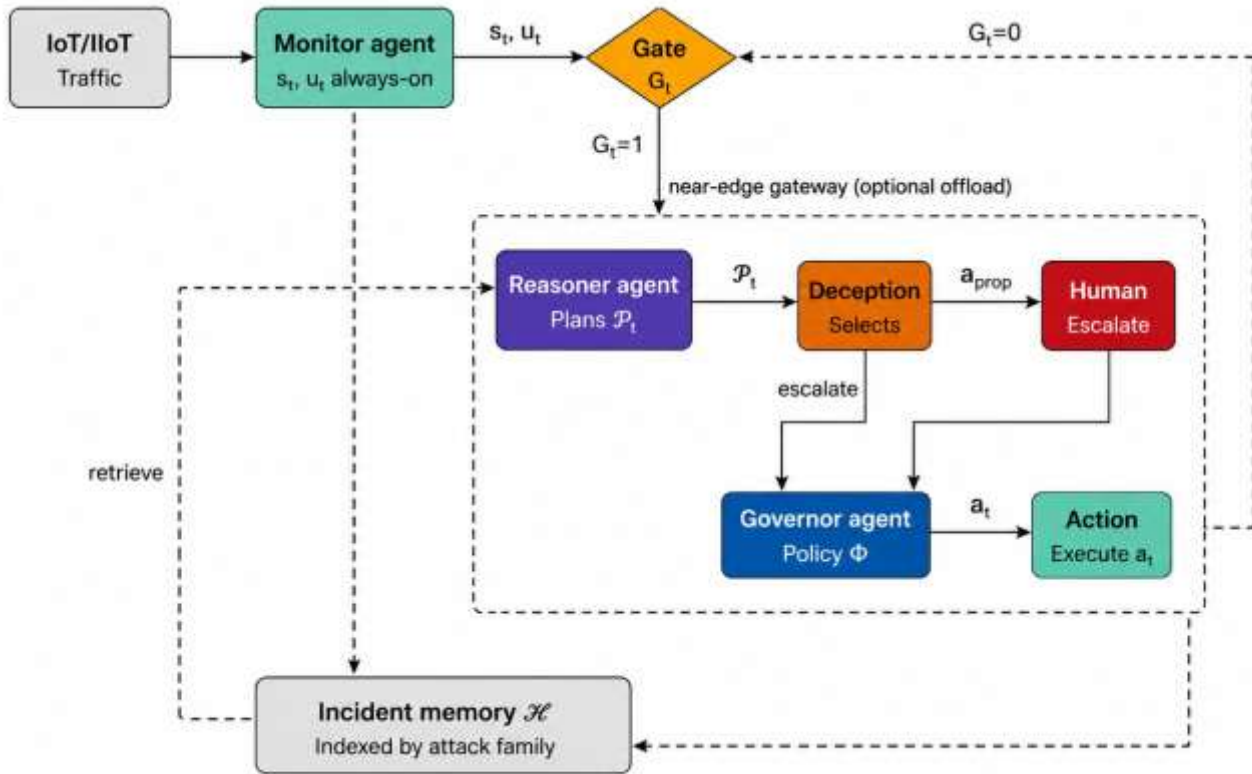 IoT/IIoT
Traffic
Monitor agent
sₜ, uₜ always-on
sₜ, uₜ
Gate
Gₜ
Gₜ=0
Gₜ=1
near-edge gateway (optional offload)
Reasoner agent
Plans 𝒫ₜ
𝒫ₜ
Deception
Selects
aprop
Human
Escalate
escalate
retrieve
Governor agent
Policy Φ
aₜ
Action
Execute aₜ
Incident memory ℋ
Indexed by attack family